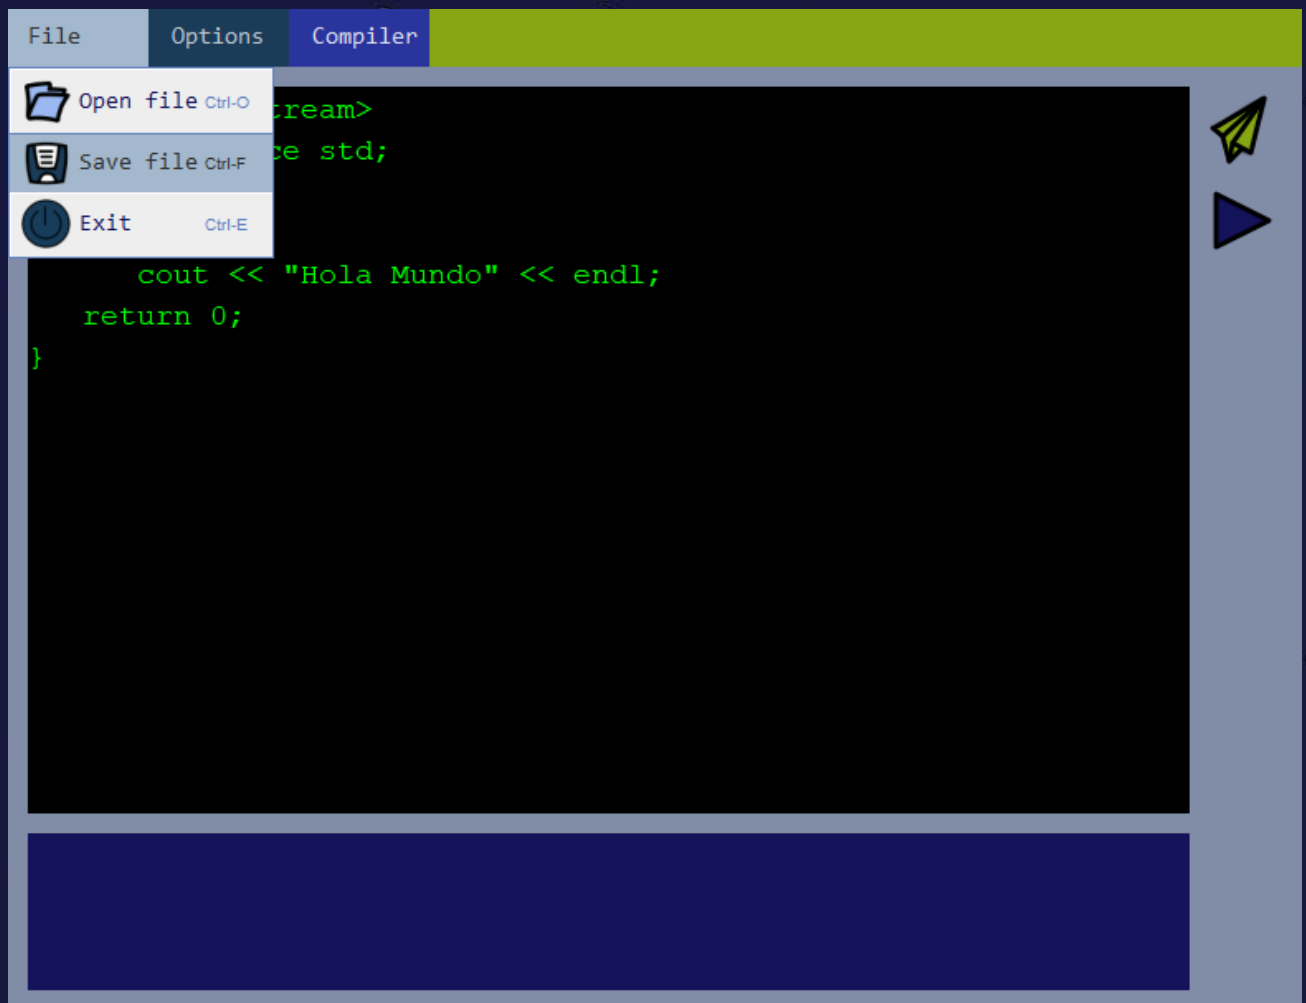 File Options Compiler
Open file Ctrl-O
Save file Ctrl-F
Exit Ctrl-E
tream>
ce std;
cout << "Hola Mundo" << endl;
return 0;
}